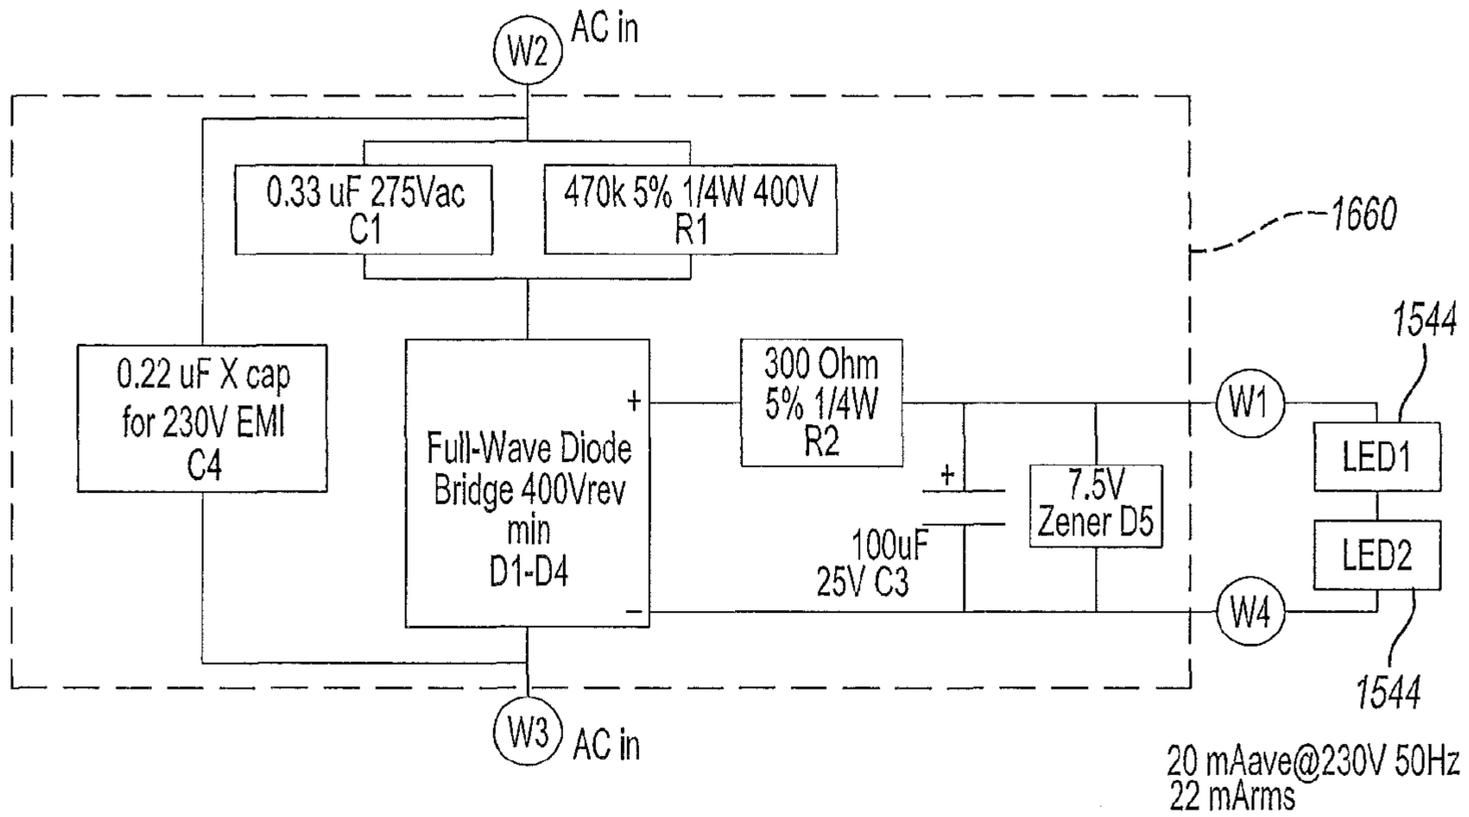 AC in
W2
0.33 uF 275Vac
C1
470k 5% 1/4W 400V
R1
1660
0.22 uF X cap
for 230V EMI
C4
Full-Wave Diode
Bridge 400Vrev
min
D1-D4
+
−
300 Ohm
5% 1/4W
R2
+
100uF
25V C3
7.5V
Zener D5
W1
W4
1544
LED1
LED2
1544
W3
AC in
20 mAave@230V 50Hz
22 mArms